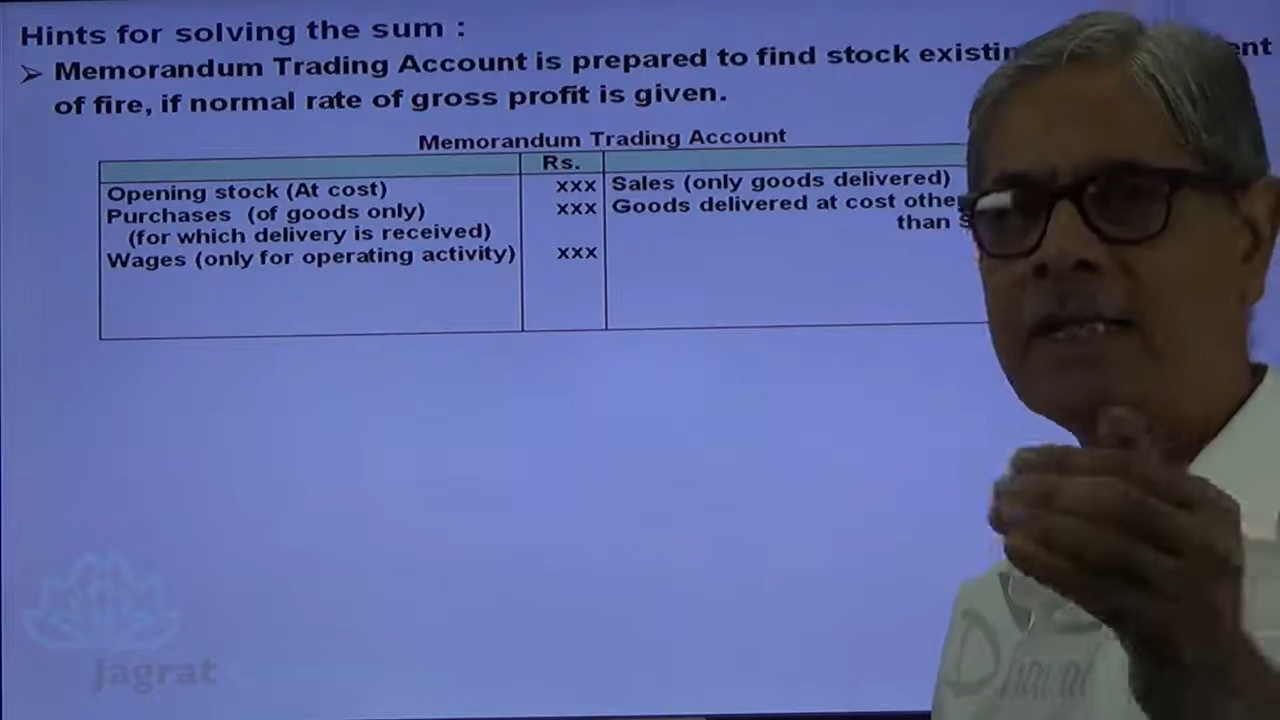 Hints for solving the sum :
➢ Memorandum Trading Account is prepared to find stock
of fire, if normal rate of gross profit is given.
Memorandum Trading Account
Rs.
Opening stock (At cost) xxx Sales (only goods delivered)
Purchases (of goods only) xxx Goods delivered at cost
(for which delivery is received) than
Wages (only for operating activity) xxx
Jagrat